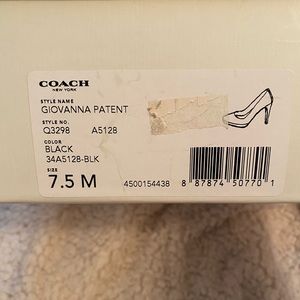 COACH
NEW YORK
STYLE NAME
GIOVANNA PATENT
STYLE NO.
Q3298 A5128
COLOR
BLACK
34A5128-BLK
SIZE
7.5 M
4500154438
8 87874 50770 1